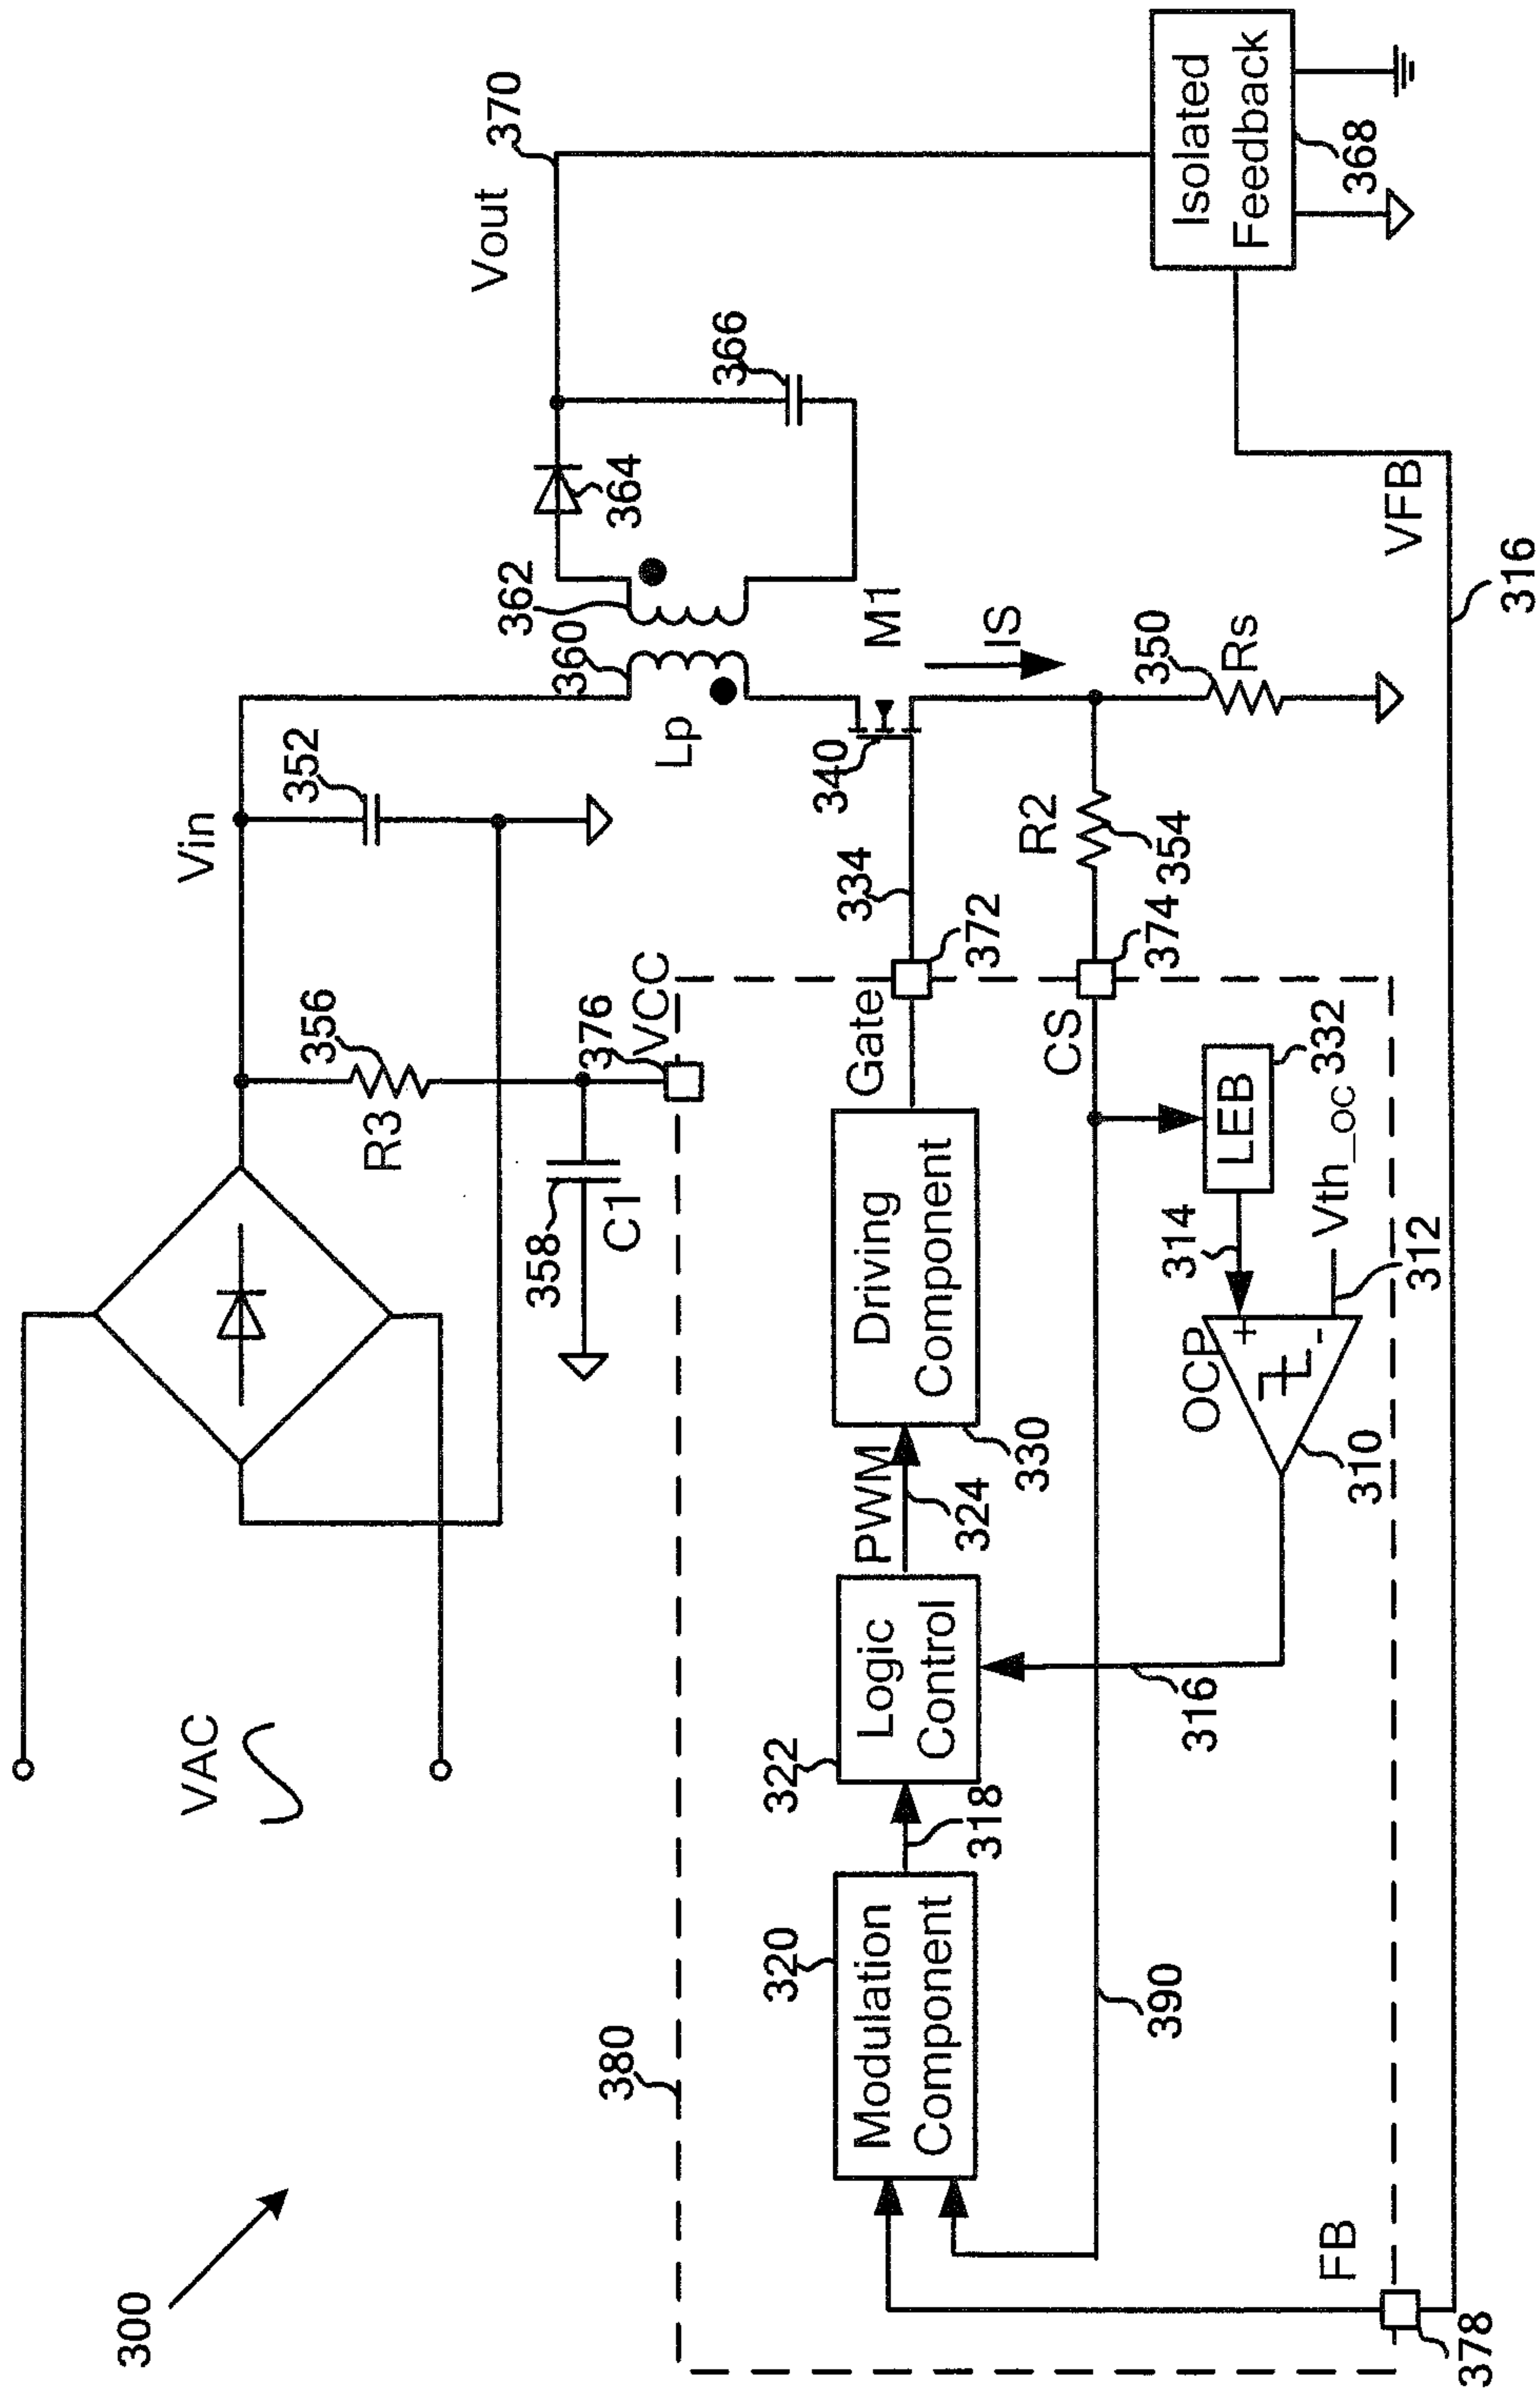 300
VAC
Vin
352
356
R3
358
C1
376
VCC
Lp
360
362
364
366
Vout
370
M1
340
IS
334
372
Gate
R2
354
350
Rs
374
CS
380
320
Modulation
Component
318
322
Logic
Control
PWM
324
Driving
Component
330
390
316
OCP
310
+
-
314
LEB
332
Vth_oc
312
FB
378
VFB
316
Isolated
Feedback
368